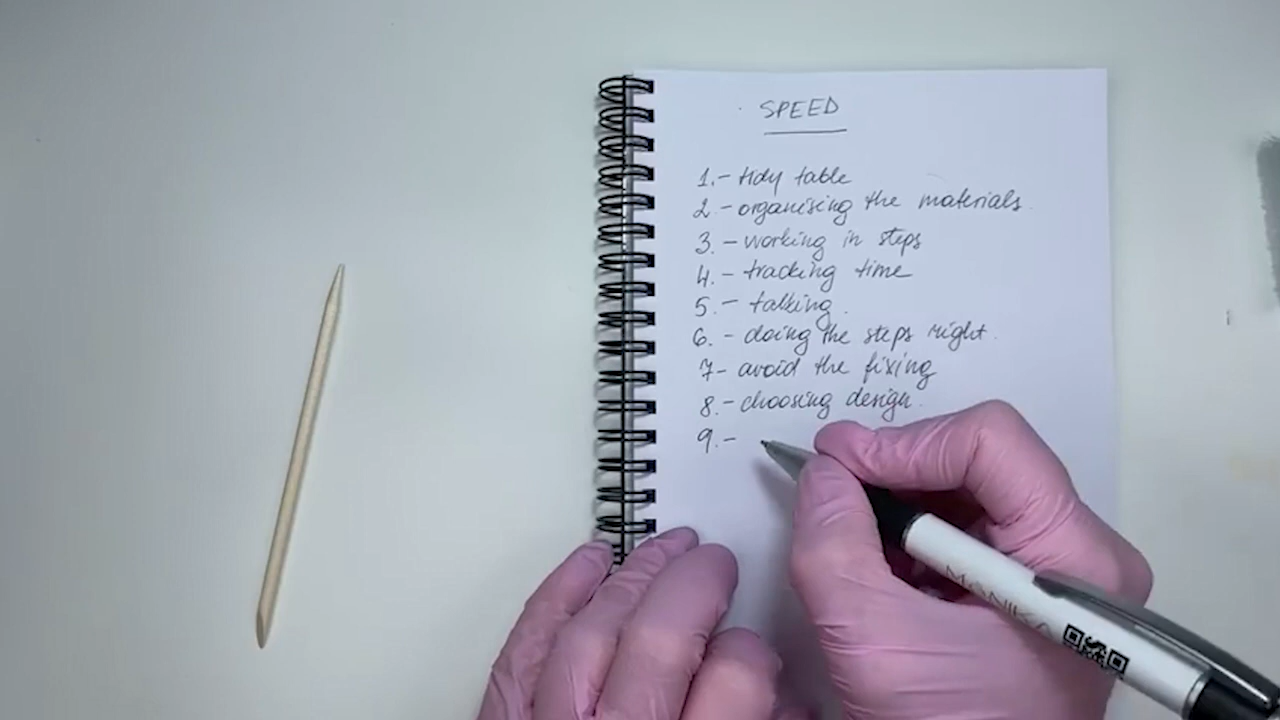 SPEED
1.- tidy table
2.- organising the materials.
3. - working in steps
4. - tracking time
5. - talking.
6. - doing the steps right.
7- avoid the fixing
8. - choosing design.
9. -